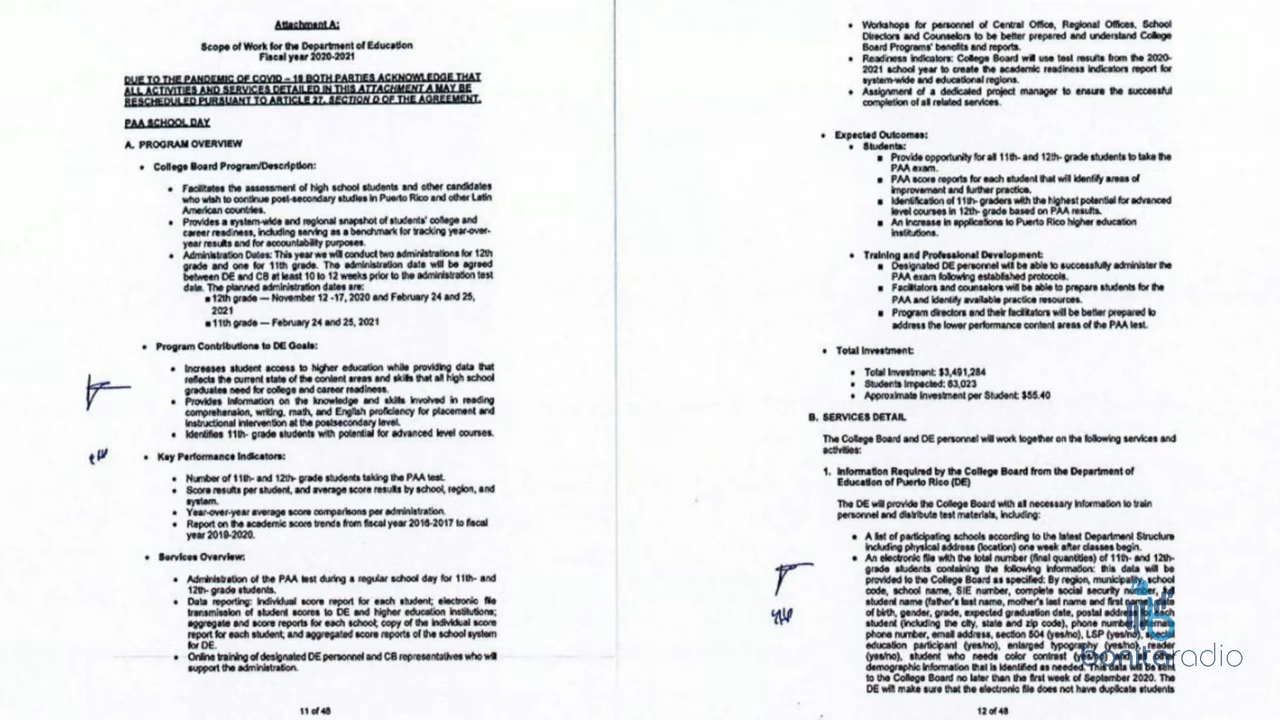 Attachment A:
Scope of Work for the Department of Education
Fiscal year 2020-2021
DUE TO THE PANDEMIC OF COVID – 19 BOTH PARTIES ACKNOWLEDGE THAT
ALL ACTIVITIES AND SERVICES DETAILED IN THIS ATTACHMENT A MAY BE
RESCHEDULED PURSUANT TO ARTICLE 27, SECTION D OF THE AGREEMENT.
PAA SCHOOL DAY
A. PROGRAM OVERVIEW
• College Board Program/Description:
• Facilitates the assessment of high school students and other candidates
who wish to continue post-secondary studies in Puerto Rico and other Latin
American countries.
• Provides a system-wide and regional snapshot of students' college and
career readiness, including serving as a benchmark for tracking year-over-
year results and for accountability purposes.
• Administration Dates: This year we will conduct two administrations for 12th
grade and one for 11th grade. The administration date will be agreed
between DE and CB at least 10 to 12 weeks prior to the administration test
date. The planned administration dates are:
■ 12th grade — November 12 -17, 2020 and February 24 and 25,
2021
■ 11th grade — February 24 and 25, 2021
• Program Contributions to DE Goals:
• Increases student access to higher education while providing data that
reflects the current state of the content areas and skills that all high school
graduates need for college and career readiness.
• Provides information on the knowledge and skills involved in reading
comprehension, writing, math, and English proficiency for placement and
instructional intervention at the postsecondary level.
• Identifies 11th- grade students with potential for advanced level courses.
• Key Performance Indicators:
• Number of 11th- and 12th- grade students taking the PAA test.
• Score results per student, and average score results by school, region, and
system.
• Year-over-year average score comparisons per administration.
• Report on the academic score trends from fiscal year 2016-2017 to fiscal
year 2019-2020.
• Services Overview:
• Administration of the PAA test during a regular school day for 11th- and
12th- grade students.
• Data reporting: individual score report for each student; electronic file
transmission of student scores to DE and higher education institutions;
aggregate and score reports for each school; copy of the individual score
report for each student; and aggregated score reports of the school system
for DE.
• Online training of designated DE personnel and CB representatives who will
support the administration.
11 of 48
• Workshops for personnel of Central Office, Regional Offices, School
Directors and Counselors to be better prepared and understand College
Board Programs' benefits and reports.
• Readiness Indicators: College Board will use test results from the 2020-
2021 school year to create the academic readiness indicators report for
system-wide and educational regions.
• Assignment of a dedicated project manager to ensure the successful
completion of all related services.
• Expected Outcomes:
• Students:
■ Provide opportunity for all 11th- and 12th- grade students to take the
PAA exam.
■ PAA score reports for each student that will identify areas of
improvement and further practice.
■ Identification of 11th-graders with the highest potential for advanced
level courses in 12th-grade based on PAA results.
■ An increase in applications to Puerto Rico higher education
institutions.
• Training and Professional Development:
■ Designated DE personnel will be able to successfully administer the
PAA exam following established protocols.
■ Facilitators and counselors will be able to prepare students for the
PAA and identify available practice resources.
■ Program directors and their facilitators will be better prepared to
address the lower performance content areas of the PAA test.
• Total Investment:
• Total Investment: $3,491,284
• Students Impacted: 63,023
• Approximate Investment per Student: $55.40
B. SERVICES DETAIL
The College Board and DE personnel will work together on the following services and
activities:
1. Information Required by the College Board from the Department of
Education of Puerto Rico (DE)
The DE will provide the College Board with all necessary information to train
personnel and distribute test materials, including:
• A list of participating schools according to the latest Department Structure
including physical address (location) one week after classes begin.
• An electronic file with the total number (final quantities) of 11th- and 12th-
grade students containing the following information: this data will be
provided to the College Board as specified: By region, municipality, school
code, school name, SIE number, complete social security number,
student name (father's last name, mother's last name and first
of birth, gender, grade, expected graduation date, postal address each
student (including the city, state and zip code), phone
phone number, email address, section 504 (yes/no), LSP (yes/no),
education participant (yes/no), enlarged typography reader
(yes/no), student who needs color contrast
demographic information that is identified as needed. This data will be sent
to the College Board no later than the first week of September 2020. The
DE will make sure that the electronic file does not have duplicate students
12 of 48
bonitaradio